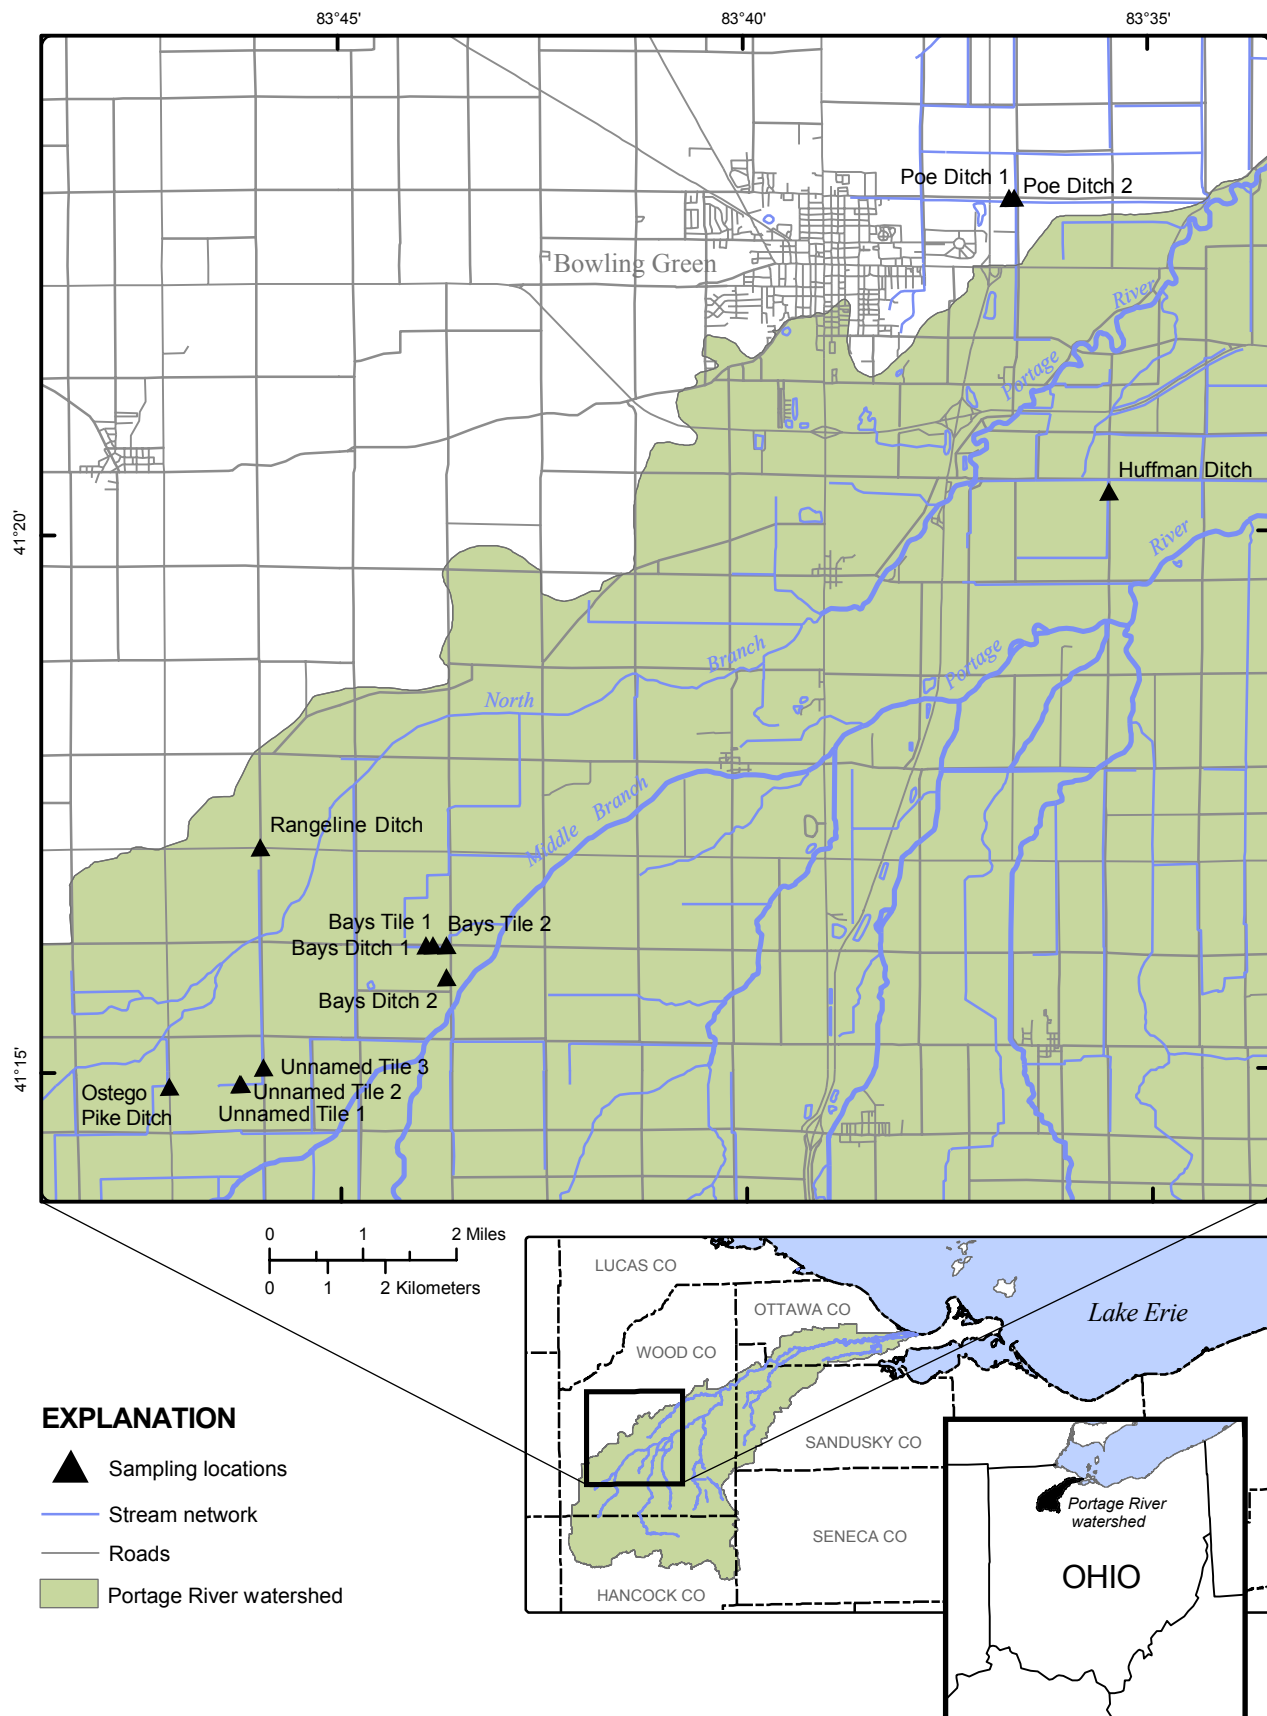 83°45'
83°40'
83°35'
Poe Ditch 1
Poe Ditch 2
Bowling Green
River
Portage
Huffman Ditch
41°20'
River
Branch
Portage
North
Middle Branch
Rangeline Ditch
Bays Tile 1
Bays Tile 2
Bays Ditch 1
Bays Ditch 2
41°15'
Unnamed Tile 3
Ostego
Pike Ditch
Unnamed Tile 2
Unnamed Tile 1
0 1 2 Miles
0 1 2 Kilometers
LUCAS CO
OTTAWA CO
Lake Erie
WOOD CO
SANDUSKY CO
SENECA CO
HANCOCK CO
Portage River
watershed
OHIO
EXPLANATION
Sampling locations
Stream network
Roads
Portage River watershed